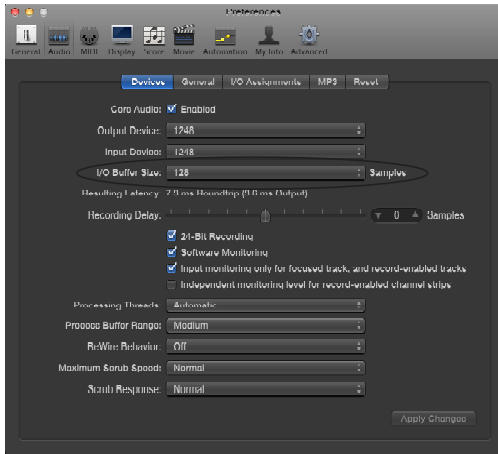 Preferences
General Audio MIDI Display Score Movie Automation My Info Advanced
Devices General I/O Assignments MP3 Reset
Core Audio: Enabled
Output Device: 1248
Input Device: 1248
I/O Buffer Size: 128 Samples
Resulting Latency: ms Roundtrip ms Output)
Recording Delay: 0 Samples
24-Bit Recording
Software Monitoring
Input monitoring only for focused track, and record-enabled tracks
Independent monitoring level for record-enabled channel strips
Processing Threads: Automatic
Process Buffer Range: Medium
ReWire Behavior: Off
Maximum Scrub Speed: Normal
Scrub Response: Normal
Apply Changes